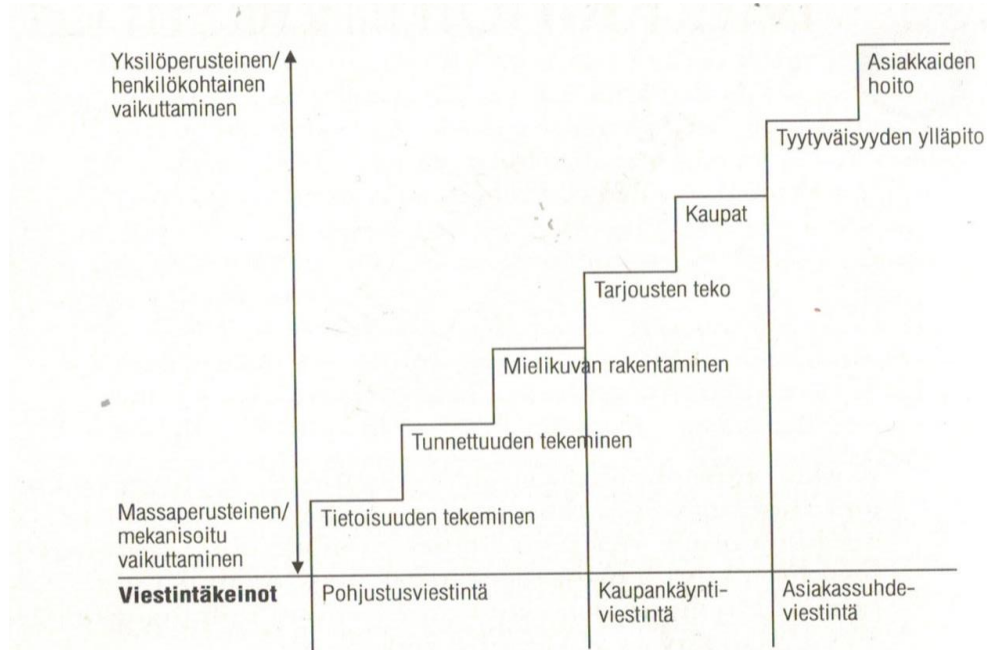 Yksilöperusteinen/
henkilökohtainen
vaikuttaminen
Asiakkaiden
hoito
Tyytyväisyyden ylläpito
Kaupat
Tarjousten teko
Mielikuvan rakentaminen
Tunnettuuden tekeminen
Massaperusteinen/
mekanisoitu
vaikuttaminen
Tietoisuuden tekeminen
Viestintäkeinot
Pohjustusviestintä
Kaupankäynti-
viestintä
Asiakassuhde-
viestintä